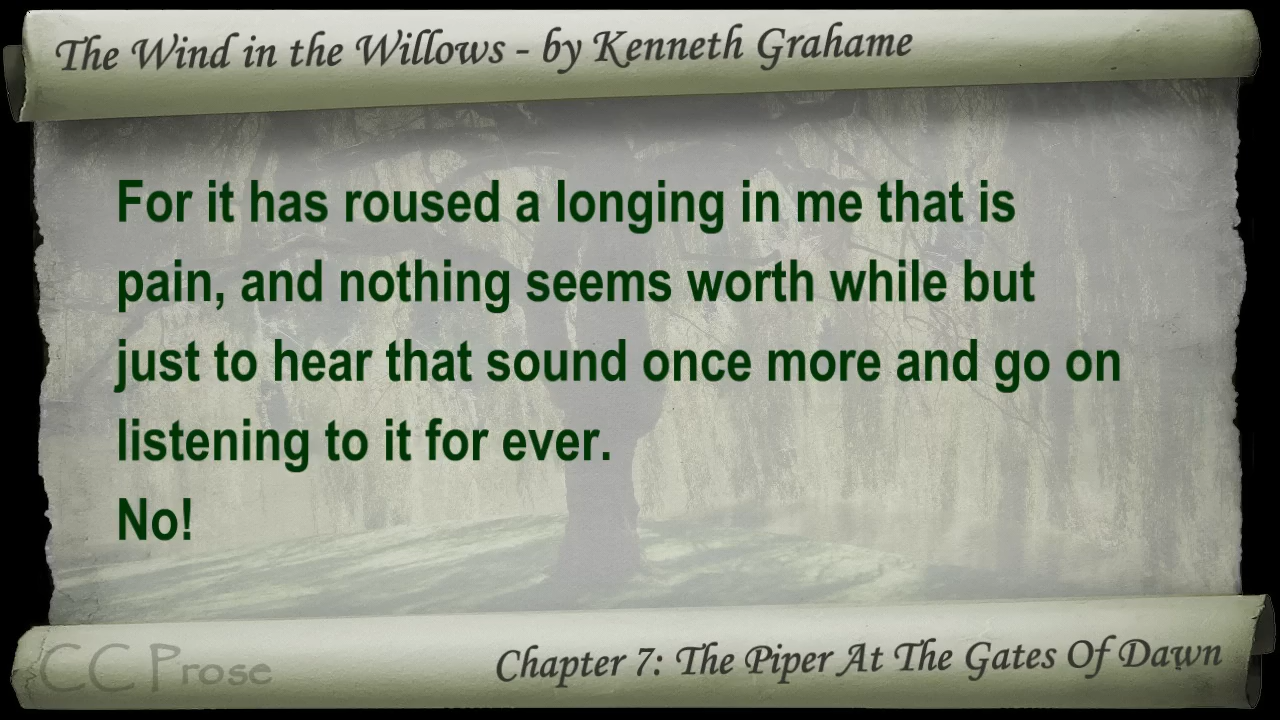 The Wind in the Willows - by Kenneth Grahame
For it has roused a longing in me that is
pain, and nothing seems worth while but
just to hear that sound once more and go on
listening to it for ever.
No!
CC Prose
Chapter 7: The Piper At The Gates Of Dawn